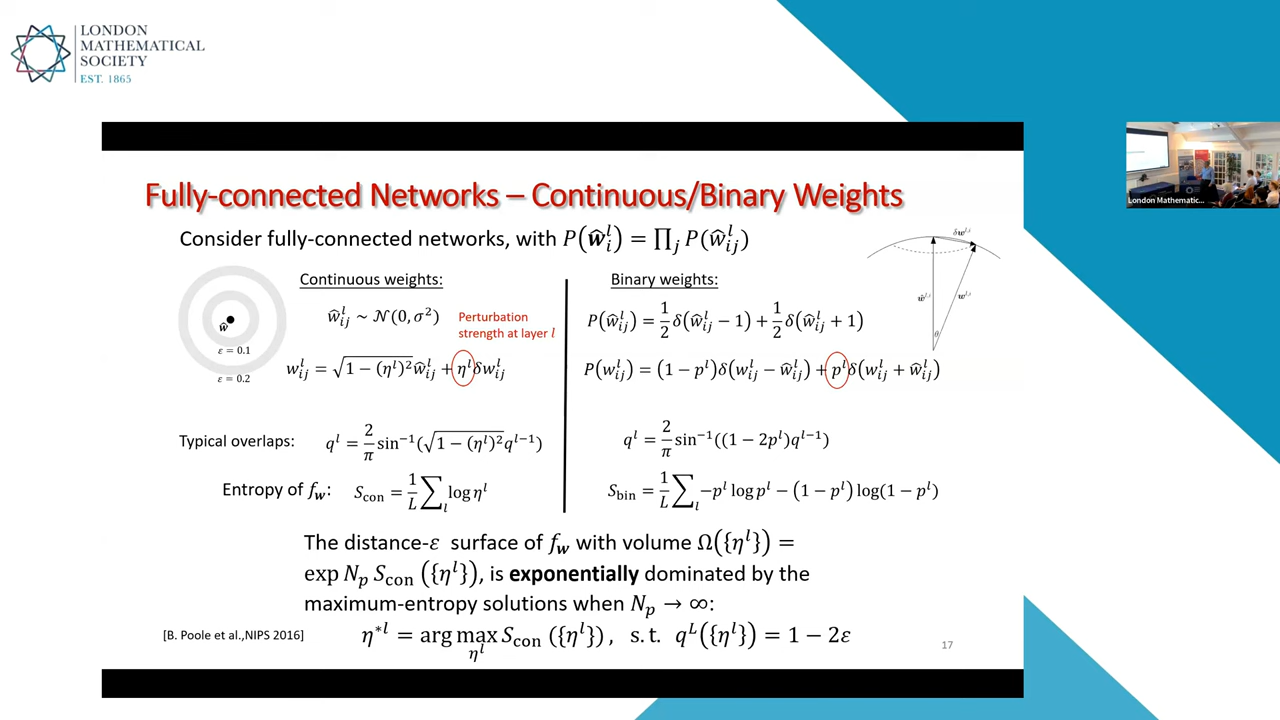 LONDON
MATHEMATICAL
SOCIETY
EST. 1865
London Mathematic...
Fully-connected Networks – Continuous/Binary Weights
Consider fully-connected networks, with P(ŵ_i^l) = ∏_j P(ŵ_ij^l)
Continuous weights:
ŵ_ij^l ~ 𝒩(0, σ²)
Perturbation
strength at layer l
w_ij^l = √(1 − (η^l)²) ŵ_ij^l + η^l δw_ij^l
ŵ
ε = 0.1
ε = 0.2
Binary weights:
P(ŵ_ij^l) = 1/2 δ(ŵ_ij^l − 1) + 1/2 δ(ŵ_ij^l + 1)
P(w_ij^l) = (1 − p^l)δ(w_ij^l − ŵ_ij^l) + p^l δ(w_ij^l + ŵ_ij^l)
δw^{l,i}
ŵ^{l,i}
w^{l,i}
θ
Typical overlaps: q^l = 2/π sin⁻¹(√(1 − (η^l)²) q^{l−1})
q^l = 2/π sin⁻¹((1 − 2p^l)q^{l−1})
Entropy of f_w: S_con = 1/L ∑_l log η^l
S_bin = 1/L ∑_l −p^l log p^l − (1 − p^l) log(1 − p^l)
The distance-ε surface of f_w with volume Ω({η^l}) =
exp N_p S_con ({η^l}), is exponentially dominated by the
maximum-entropy solutions when N_p → ∞:
[B. Poole et al.,NIPS 2016]
η^{*l} = arg max_{η^l} S_con ({η^l}), s.t. q^L({η^l}) = 1 − 2ε
17